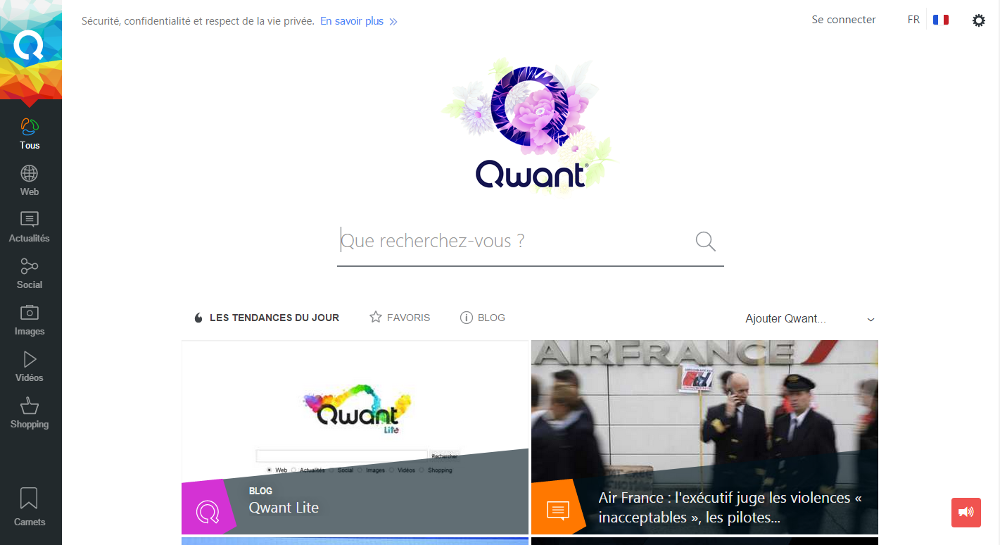 Sécurité, confidentialité et respect de la vie privée. En savoir plus »
Se connecter
FR
Tous
Web
Actualités
Social
Images
Vidéos
Shopping
Carnets
Qwant
Que recherchez-vous ?
LES TENDANCES DU JOUR
FAVORIS
BLOG
Ajouter Qwant...
Qwant
Lite
Rechercher
Web Actualités Social Images Vidéos Shopping
BLOG
Qwant Lite
AIRFRANCE
Air France : l'exécutif juge les violences «
inacceptables », les pilotes...